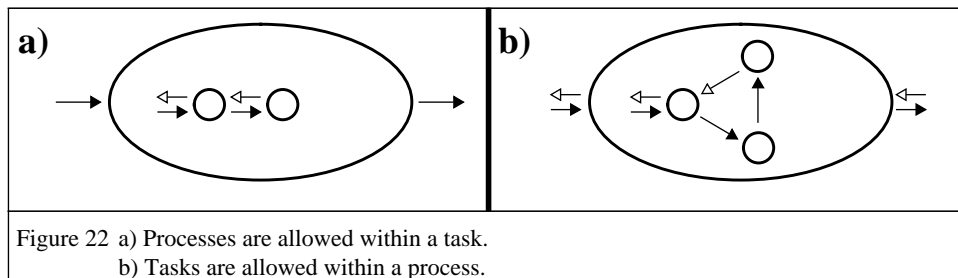 a)
b)
Figure 22 a) Processes are allowed within a task.
b) Tasks are allowed within a process.